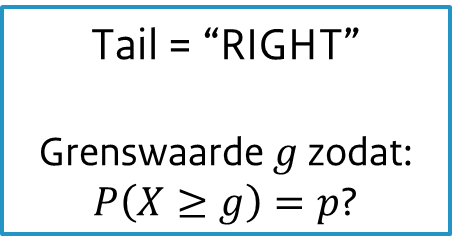 Tail = “RIGHT”
Grenswaarde 𝑔 zodat:
𝑃(𝑋 ≥ 𝑔) = 𝑝?